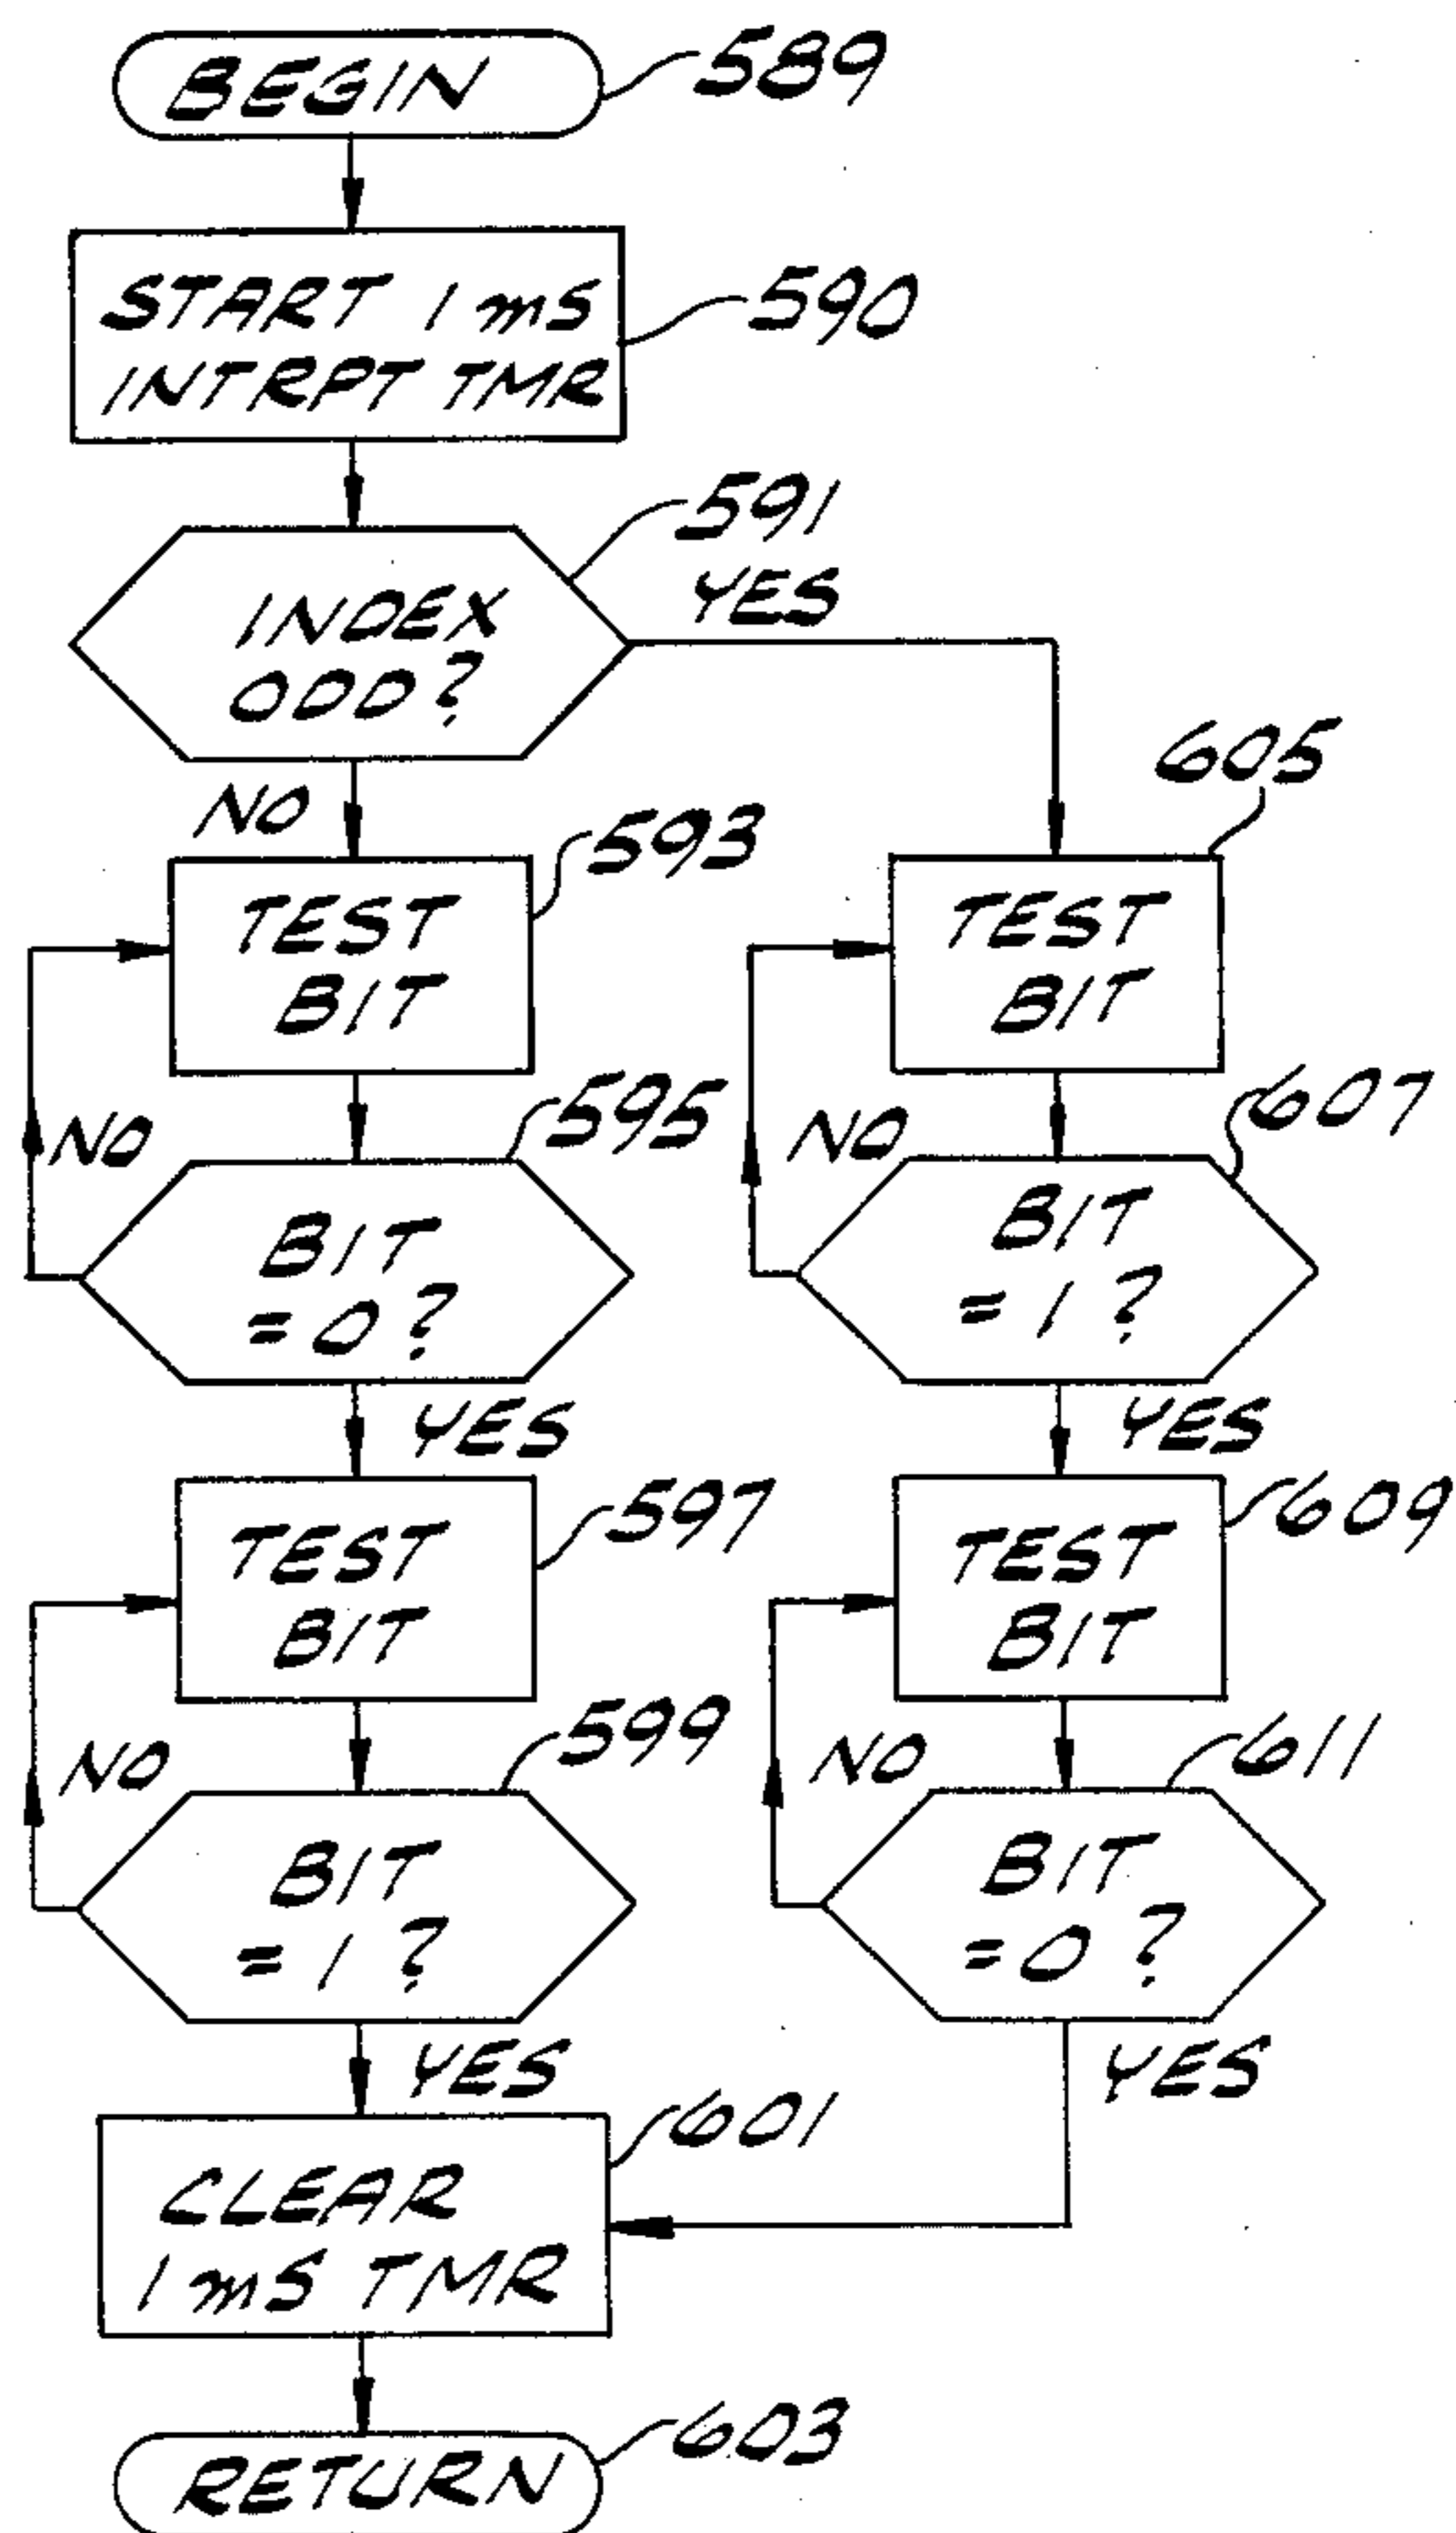 BEGIN
589
START 1 mS
INTRPT TMR
590
591
INDEX
ODD?
YES
NO
593
605
TEST
BIT
TEST
BIT
NO
595
NO
607
BIT
=0?
BIT
=1?
YES
YES
597
609
TEST
BIT
TEST
BIT
NO
599
NO
611
BIT
=1?
BIT
=0?
YES
YES
601
CLEAR
1 mS TMR
603
RETURN